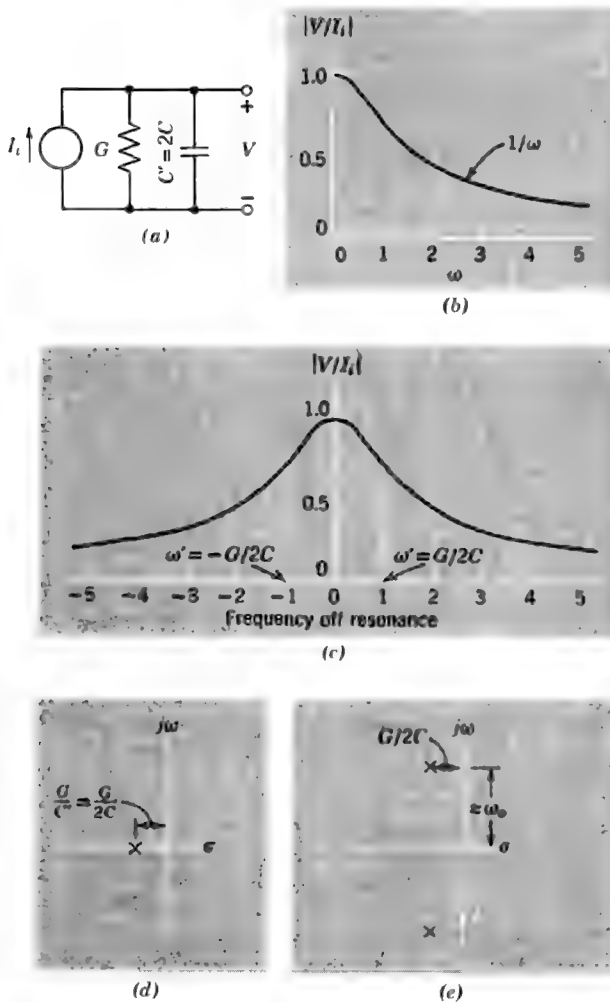 I_i
G
C' = 2C
+
V
−
(a)
|V/I_i|
1.0
0.5
0
1/ω
0 1 2 3 4 5
ω
(b)
|V/I_i|
1.0
0.5
0
ω' = −G/2C
ω' = G/2C
−5 −4 −3 −2 −1 0 1 2 3 4 5
Frequency off resonance
(c)
jω
G/C' = G/2C
σ
(d)
jω
G/2C
≈ω₀
σ
(e)